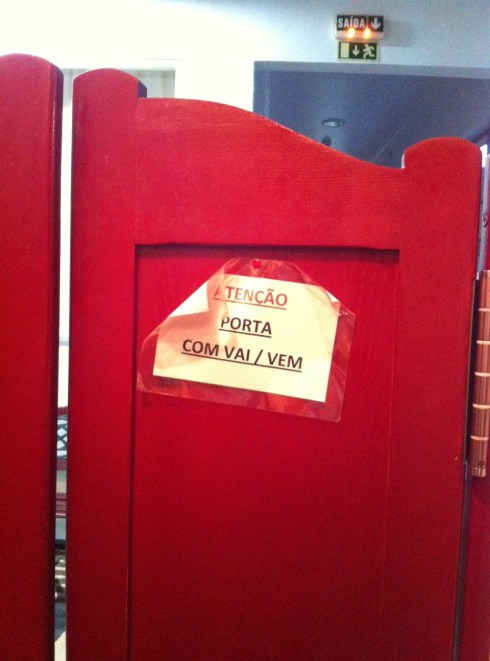 SAÍDA
ATENÇÃO
PORTA
COM VAI / VEM